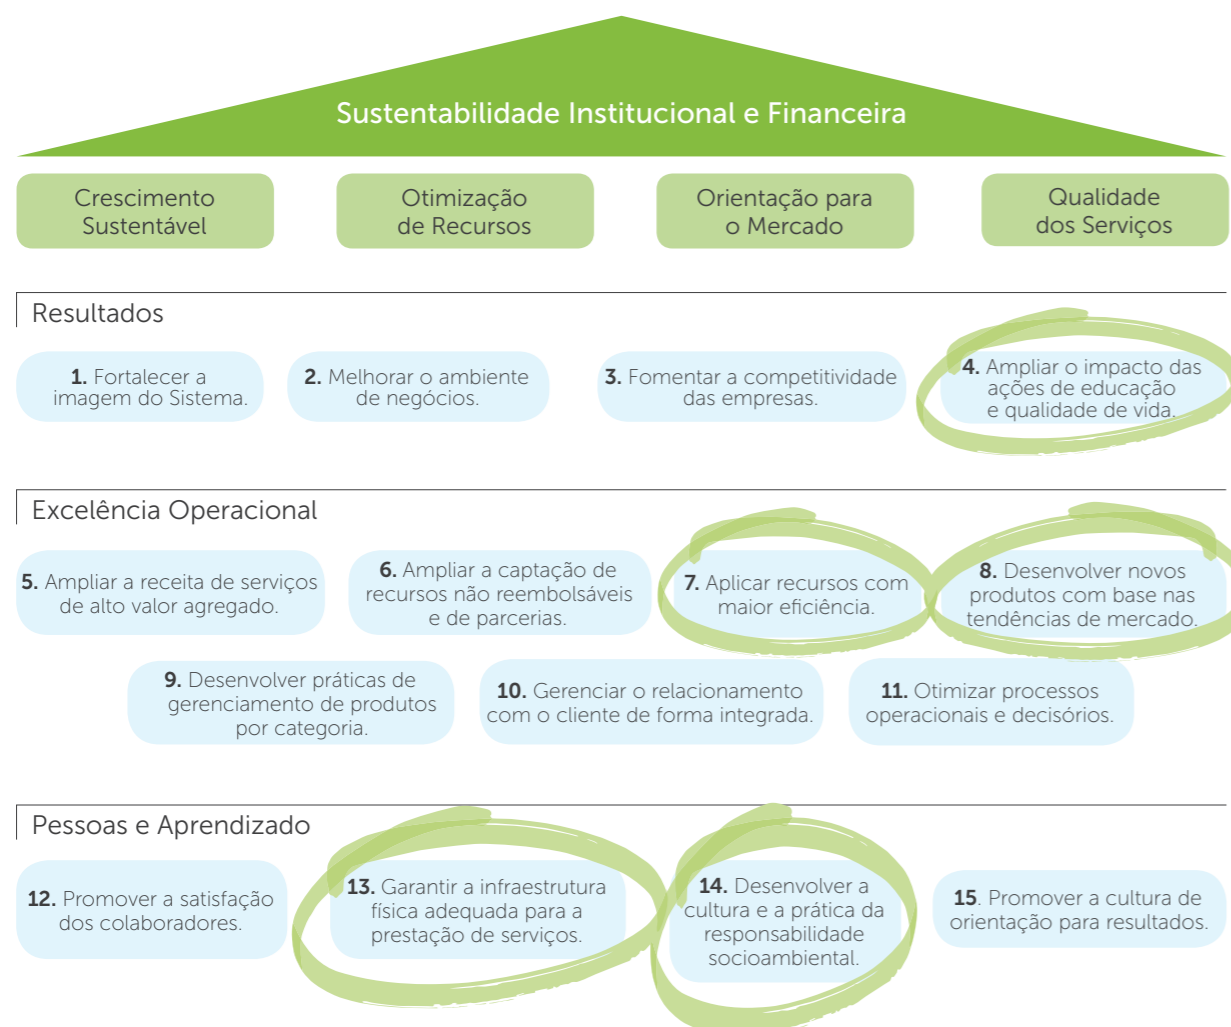 Sustentabilidade Institucional e Financeira
Crescimento
Sustentável
Otimização
de Recursos
Orientação para
o Mercado
Qualidade
dos Serviços
Resultados
1. Fortalecer a
imagem do Sistema.
2. Melhorar o ambiente
de negócios.
3. Fomentar a competitividade
das empresas.
4. Ampliar o impacto das
ações de educação
e qualidade de vida.
Excelência Operacional
5. Ampliar a receita de serviços
de alto valor agregado.
6. Ampliar a captação de
recursos não reembolsáveis
e de parcerias.
7. Aplicar recursos com
maior eficiência.
8. Desenvolver novos
produtos com base nas
tendências de mercado.
9. Desenvolver práticas de
gerenciamento de produtos
por categoria.
10. Gerenciar o relacionamento
com o cliente de forma integrada.
11. Otimizar processos
operacionais e decisórios.
Pessoas e Aprendizado
12. Promover a satisfação
dos colaboradores.
13. Garantir a infraestrutura
física adequada para a
prestação de serviços.
14. Desenvolver a
cultura e a prática da
responsabilidade
socioambiental.
15. Promover a cultura de
orientação para resultados.